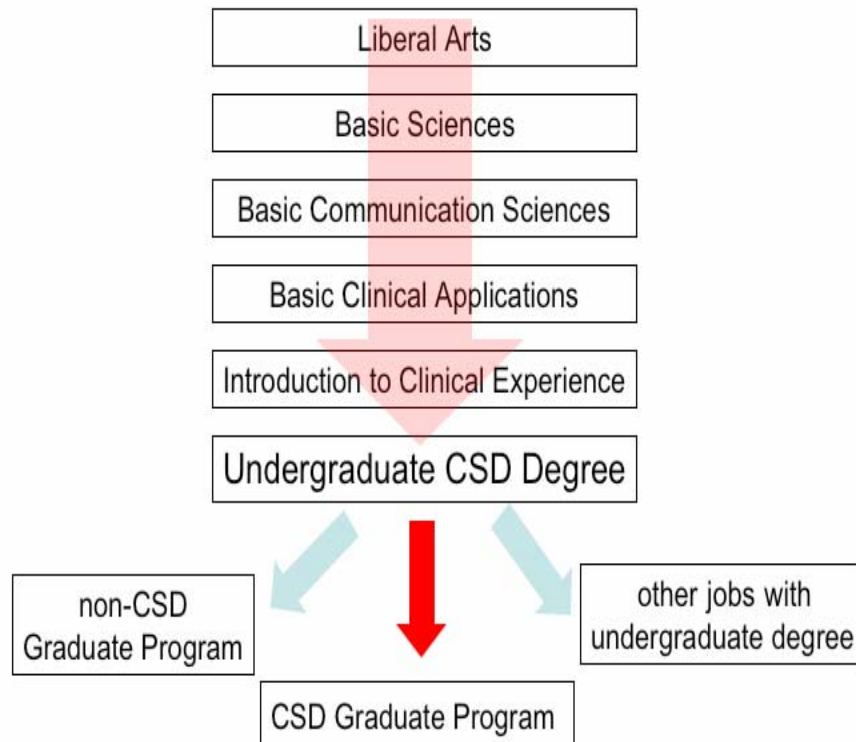 Liberal Arts
Basic Sciences
Basic Communication Sciences
Basic Clinical Applications
Introduction to Clinical Experience
Undergraduate CSD Degree
non-CSD
Graduate Program
other jobs with
undergraduate degree
CSD Graduate Program